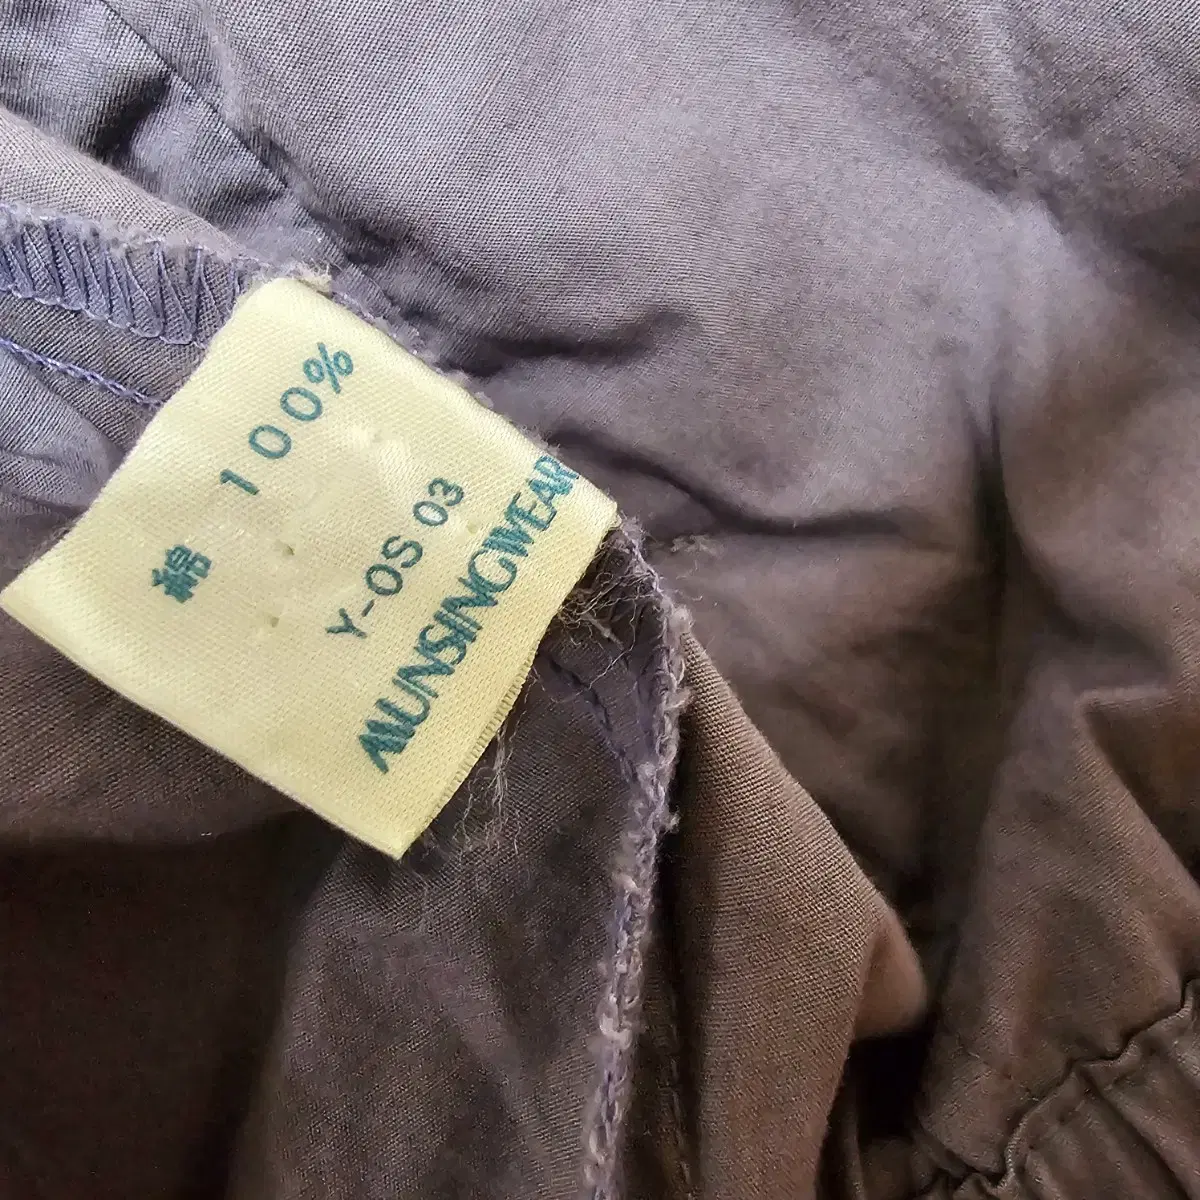 綿 100%
Y-OS 03
MUNSINGWEAR